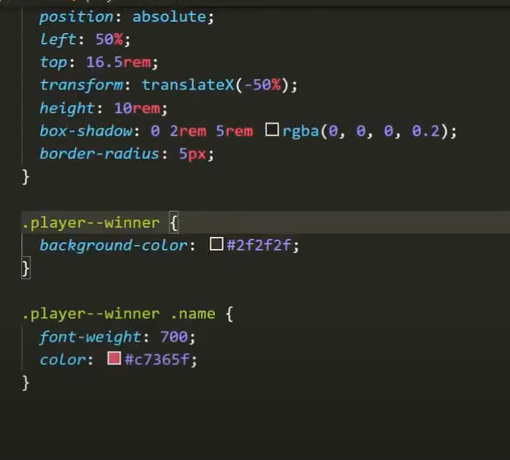 position: absolute;
left: 50%;
top: 16.5rem;
transform: translateX(-50%);
height: 10rem;
box-shadow: 0 2rem 5rem rgba(0, 0, 0, 0.2);
border-radius: 5px;
}
.player--winner {
background-color: #2f2f2f;
}
.player--winner .name {
font-weight: 700;
color: #c7365f;
}